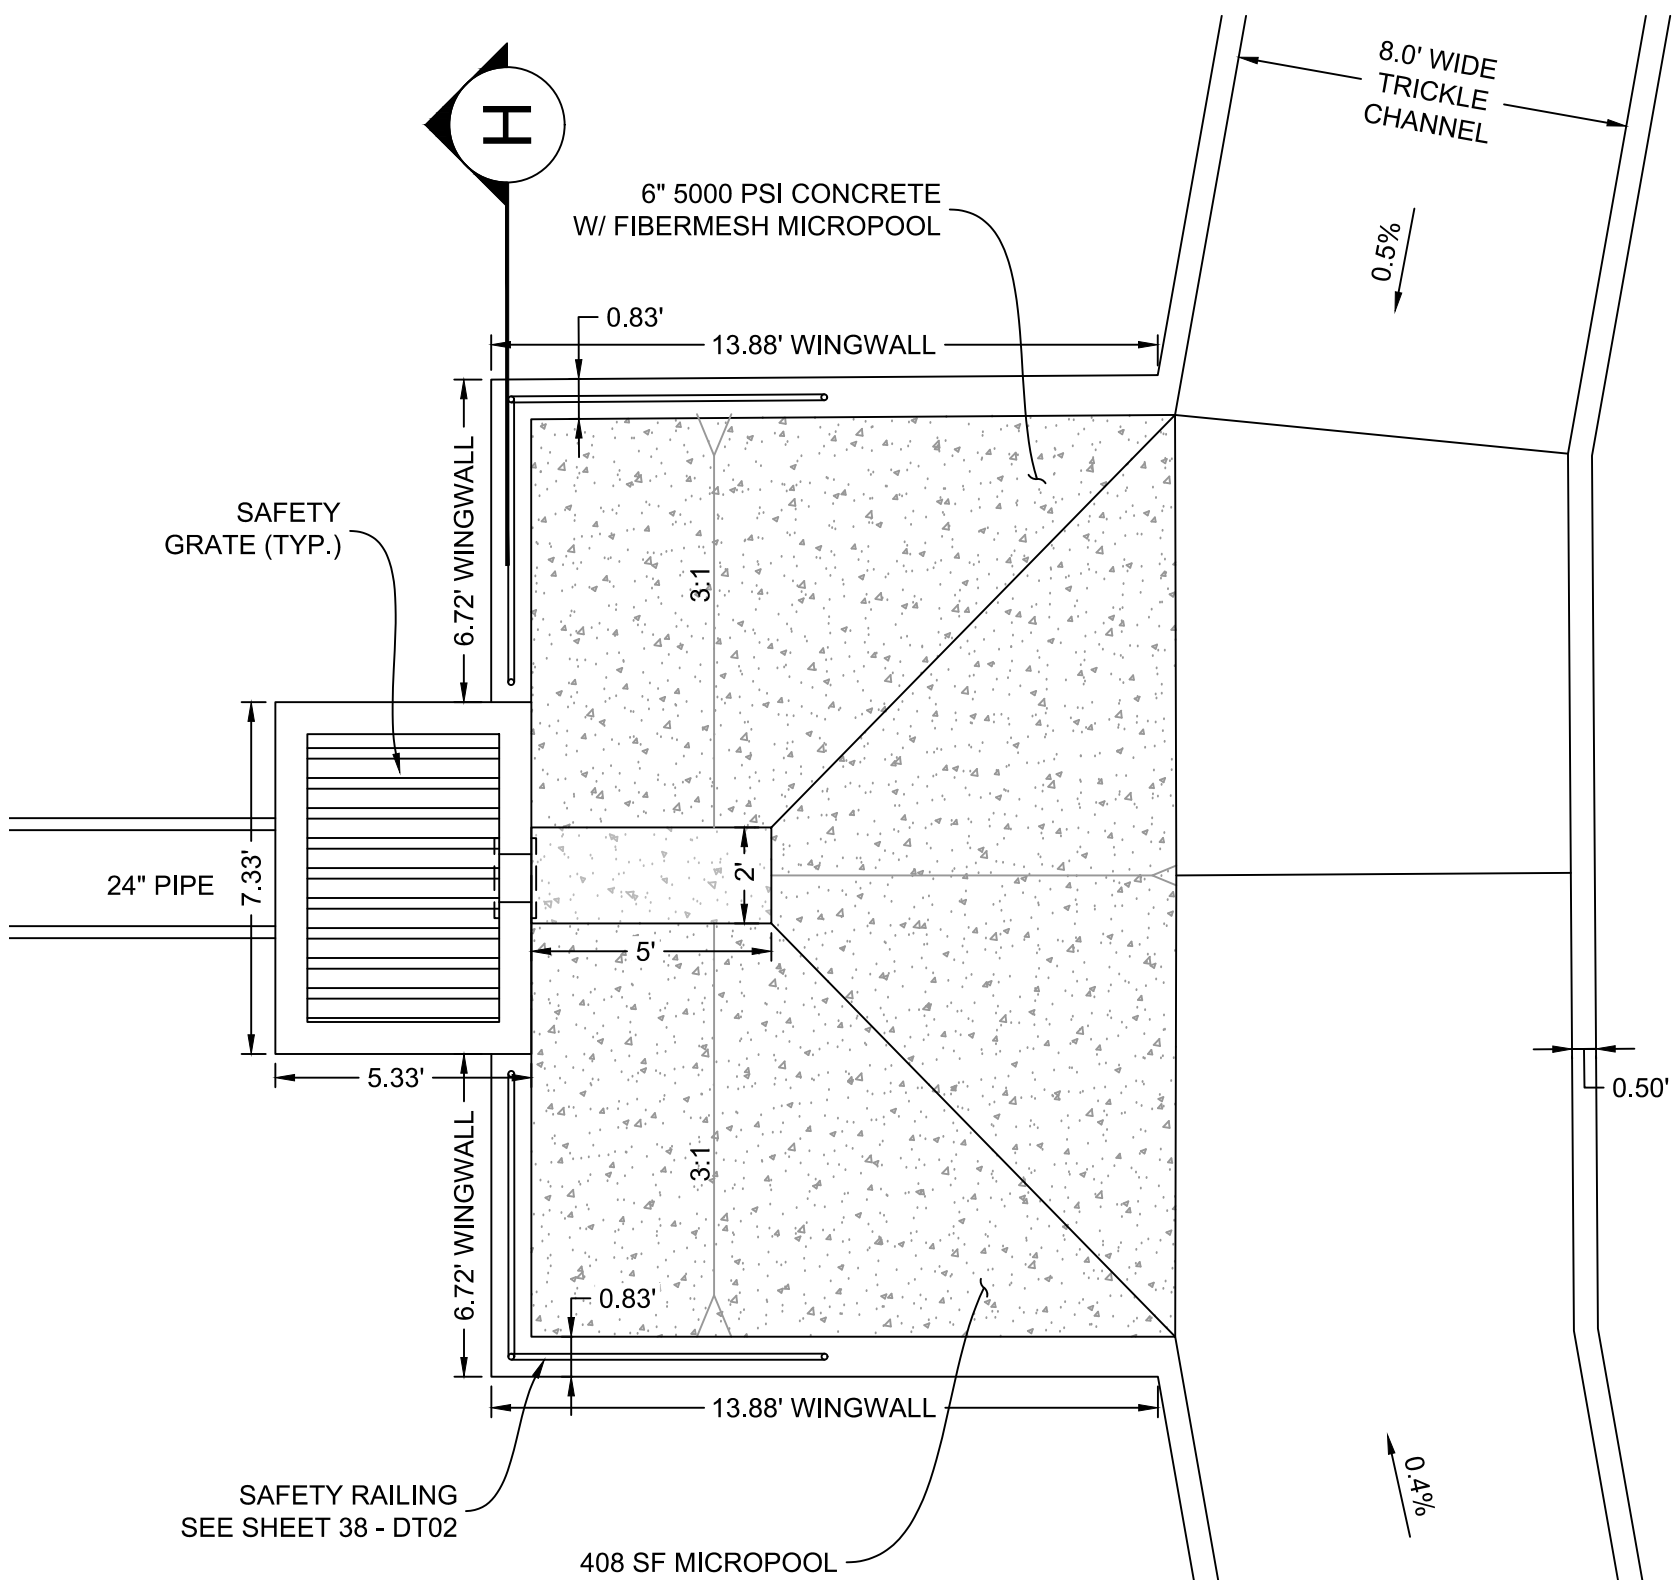 8.0' WIDE
TRICKLE
CHANNEL
H
6" 5000 PSI CONCRETE
W/ FIBERMESH MICROPOOL
0.5%
0.83'
13.88' WINGWALL
SAFETY
GRATE (TYP.)
6.72' WINGWALL
3:1
24" PIPE
7.33'
2'
5'
5.33'
0.50'
6.72' WINGWALL
3:1
0.83'
13.88' WINGWALL
0.4%
SAFETY RAILING
SEE SHEET 38 - DT02
408 SF MICROPOOL